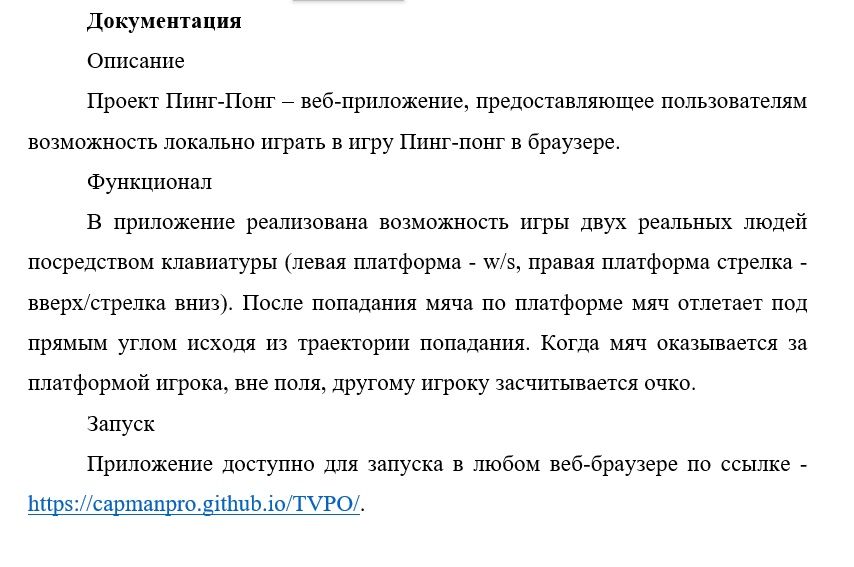 Документация
Описание
Проект Пинг-Понг – веб-приложение, предоставляющее пользователям
возможность локально играть в игру Пинг-понг в браузере.
Функционал
В приложение реализована возможность игры двух реальных людей
посредством клавиатуры (левая платформа - w/s, правая платформа стрелка -
вверх/стрелка вниз). После попадания мяча по платформе мяч отлетает под
прямым углом исходя из траектории попадания. Когда мяч оказывается за
платформой игрока, вне поля, другому игроку засчитывается очко.
Запуск
Приложение доступно для запуска в любом веб-браузере по ссылке -
https://capmanpro.github.io/TVPO/.